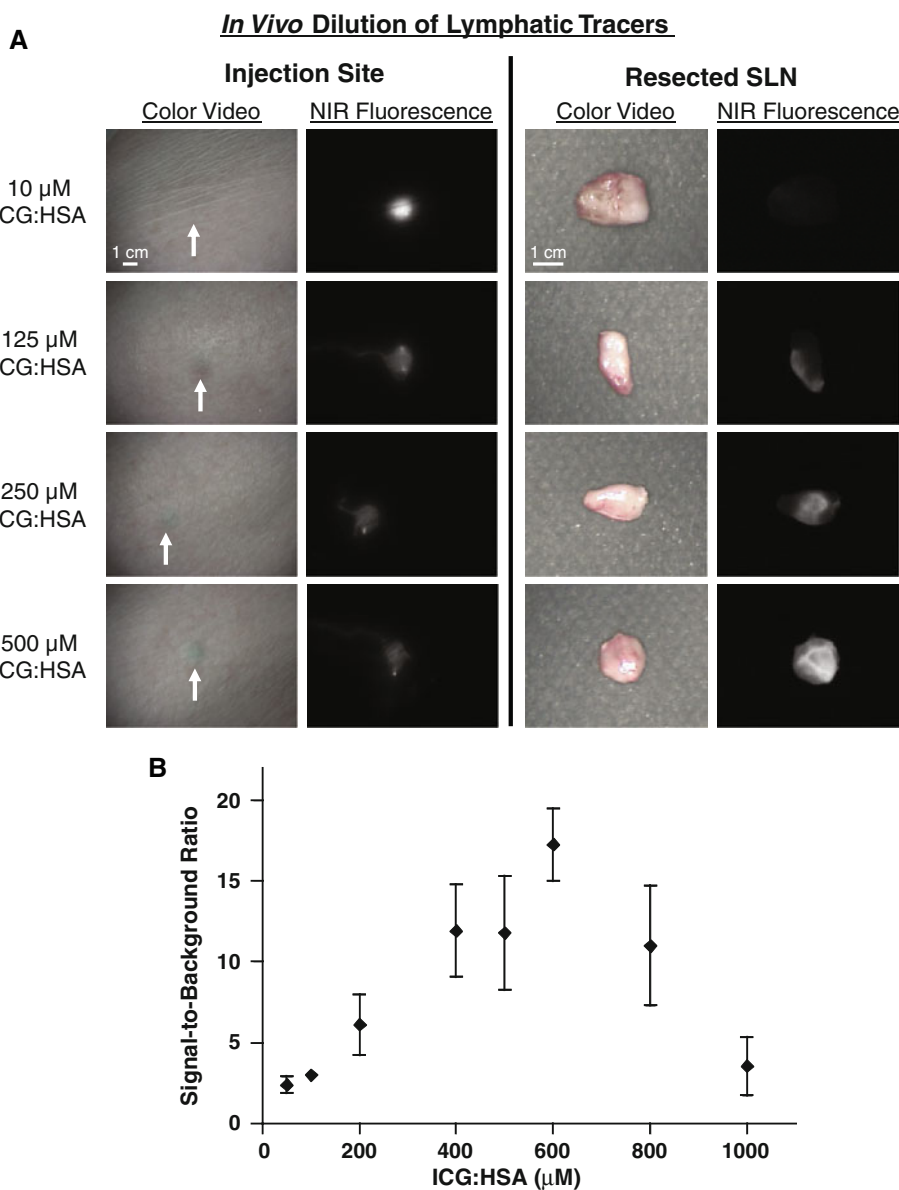 In Vivo Dilution of Lymphatic Tracers
A
Injection Site
Resected SLN
Color Video
NIR Fluorescence
Color Video
NIR Fluorescence
10 µM
CG:HSA
1 cm
1 cm
125 µM
CG:HSA
250 µM
CG:HSA
500 µM
CG:HSA
B
Signal-to-Background Ratio
20
15
10
5
0
0 200 400 600 800 1000
ICG:HSA (µM)